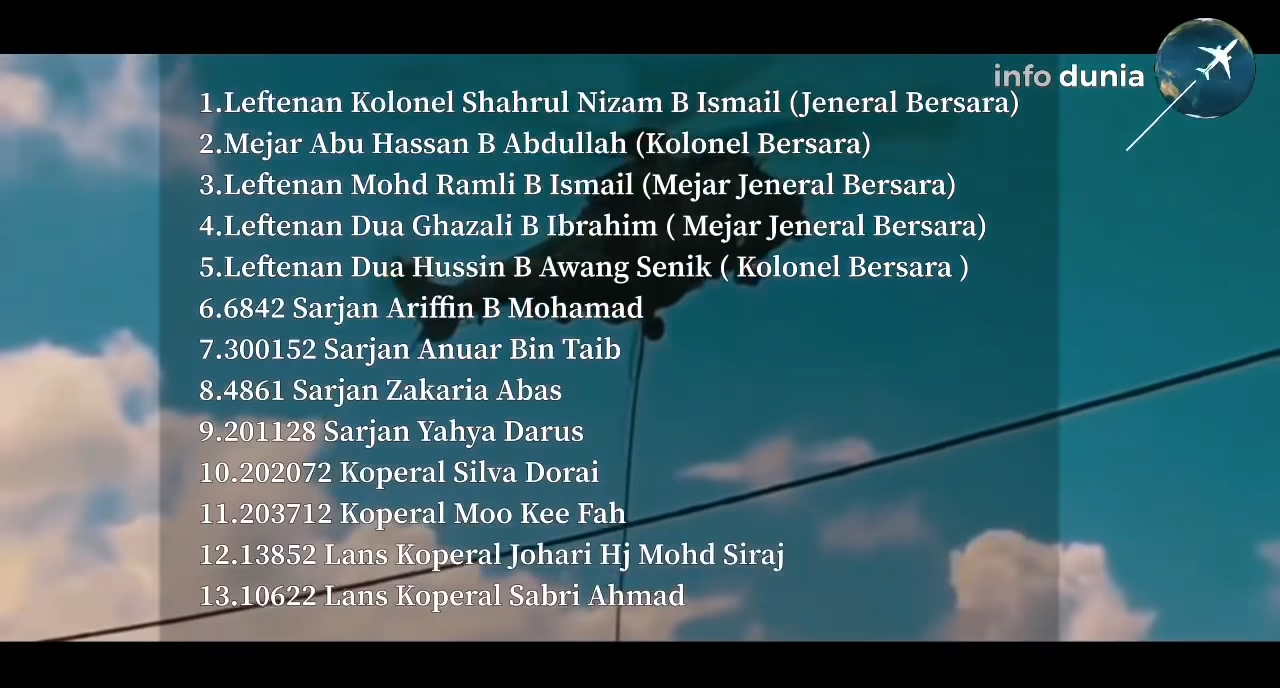 info dunia
1.Leftenan Kolonel Shahrul Nizam B Ismail (Jeneral Bersara)
2.Mejar Abu Hassan B Abdullah (Kolonel Bersara)
3.Leftenan Mohd Ramli B Ismail (Mejar Jeneral Bersara)
4.Leftenan Dua Ghazali B Ibrahim ( Mejar Jeneral Bersara)
5.Leftenan Dua Hussin B Awang Senik ( Kolonel Bersara )
6.6842 Sarjan Ariffin B Mohamad
7.300152 Sarjan Anuar Bin Taib
8.4861 Sarjan Zakaria Abas
9.201128 Sarjan Yahya Darus
10.202072 Koperal Silva Dorai
11.203712 Koperal Moo Kee Fah
12.13852 Lans Koperal Johari Hj Mohd Siraj
13.10622 Lans Koperal Sabri Ahmad